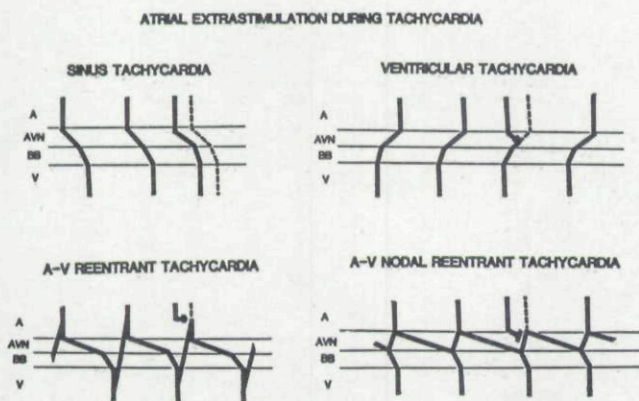 ATRIAL EXTRASTIMULATION DURING TACHYCARDIA
SINUS TACHYCARDIA
A
AVN
BB
V
VENTRICULAR TACHYCARDIA
A
AVN
BB
V
A-V REENTRANT TACHYCARDIA
A
AVN
BB
V
A-V NODAL REENTRANT TACHYCARDIA
A
AVN
BB
V